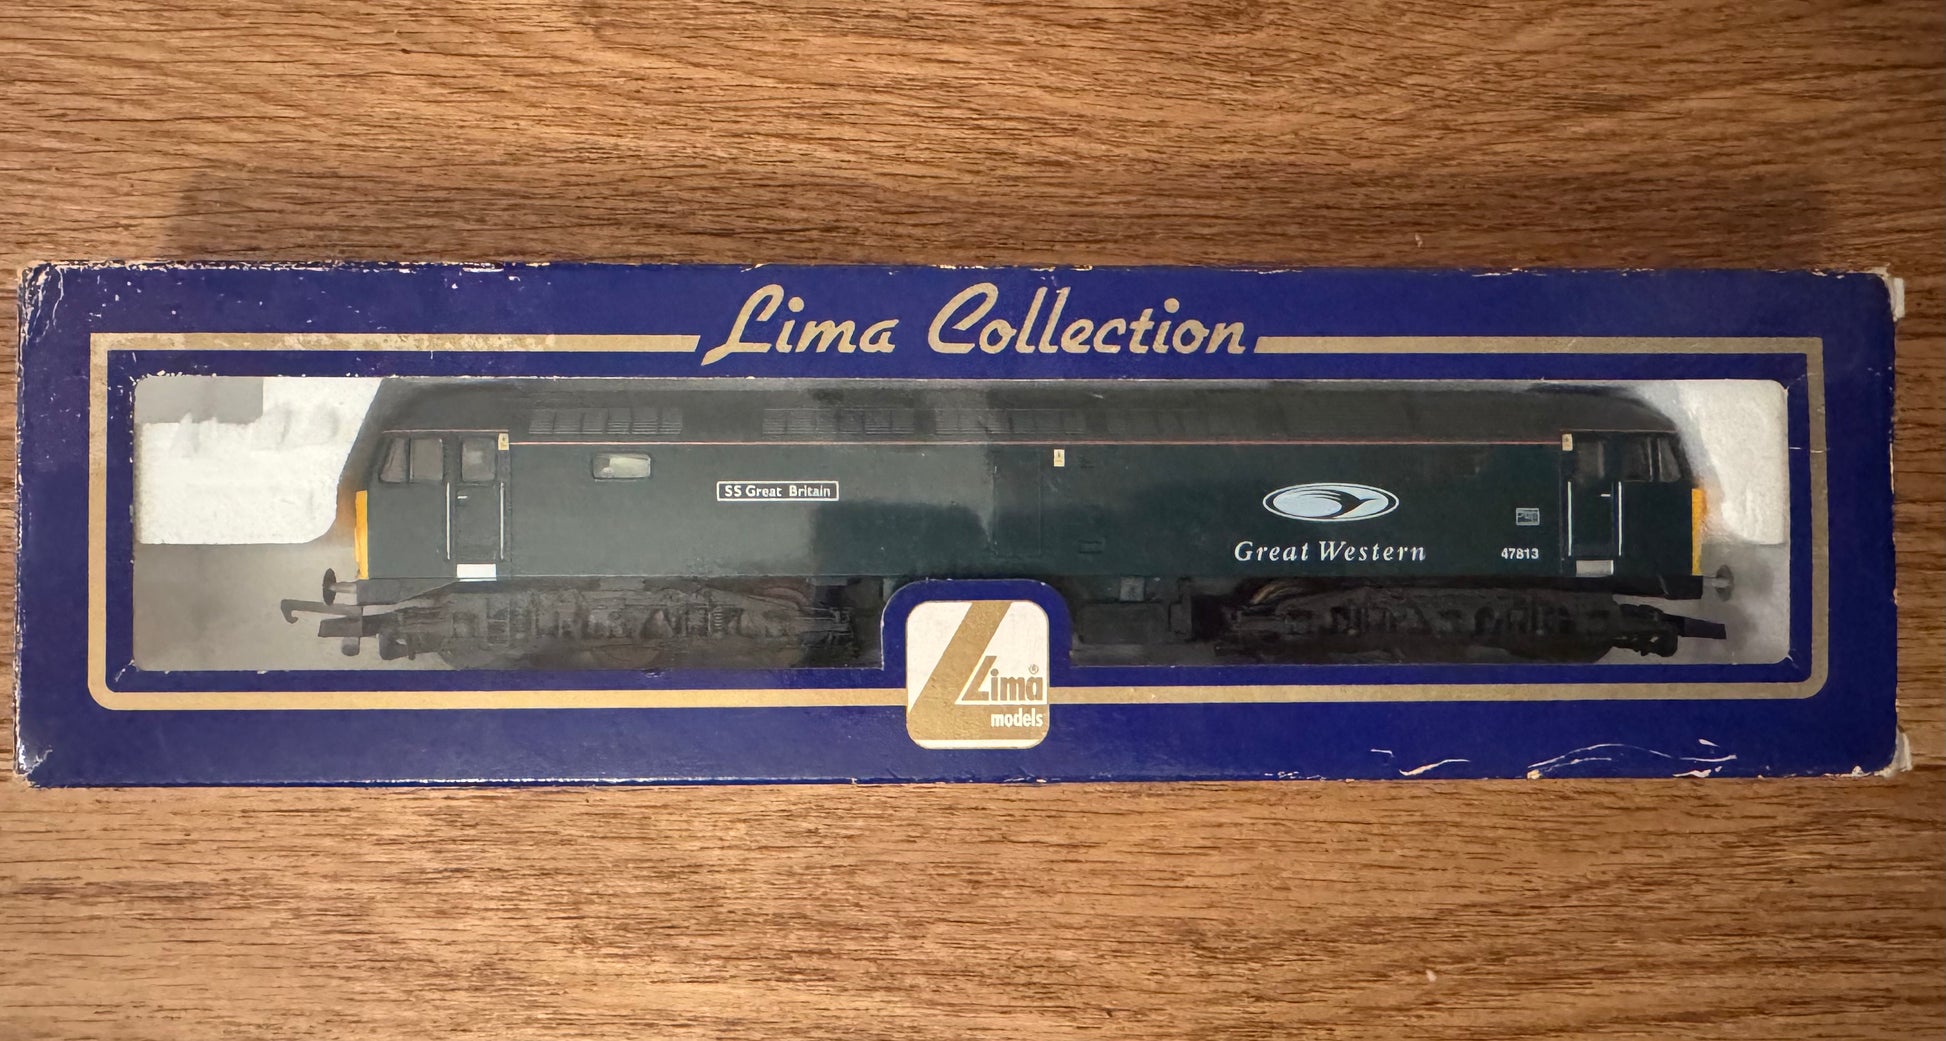 Lima Collection
SS Great Britain
Great Western
47813
Lima®
models